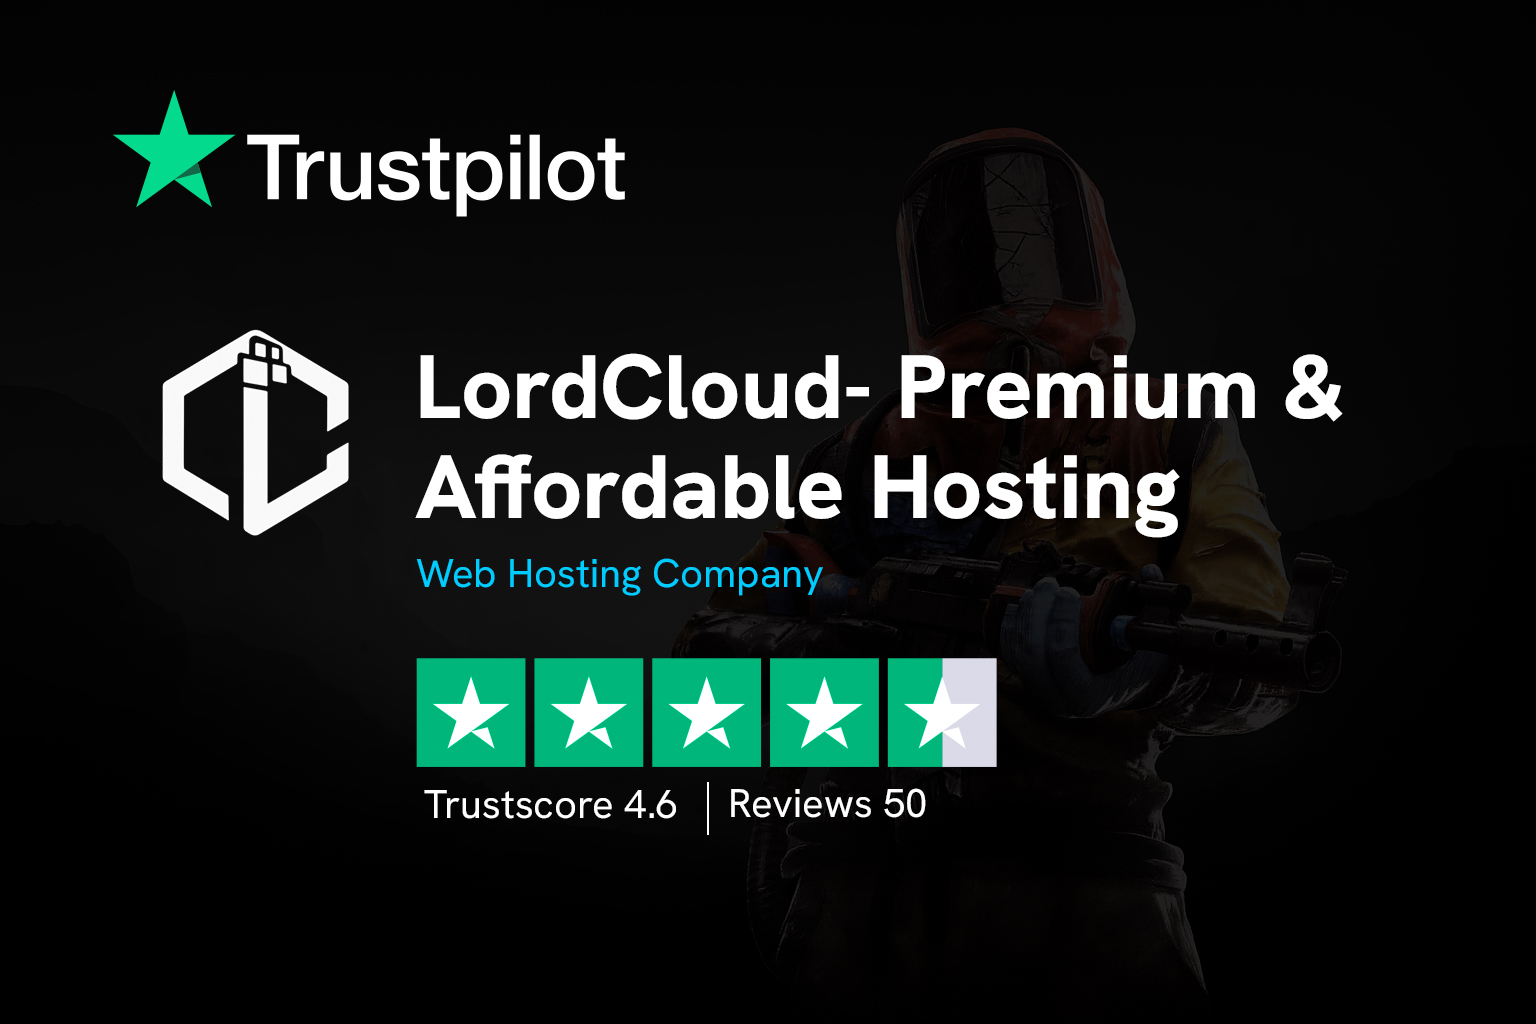 Trustpilot
LordCloud- Premium &
Affordable Hosting
Web Hosting Company
Trustscore 4.6
Reviews 50